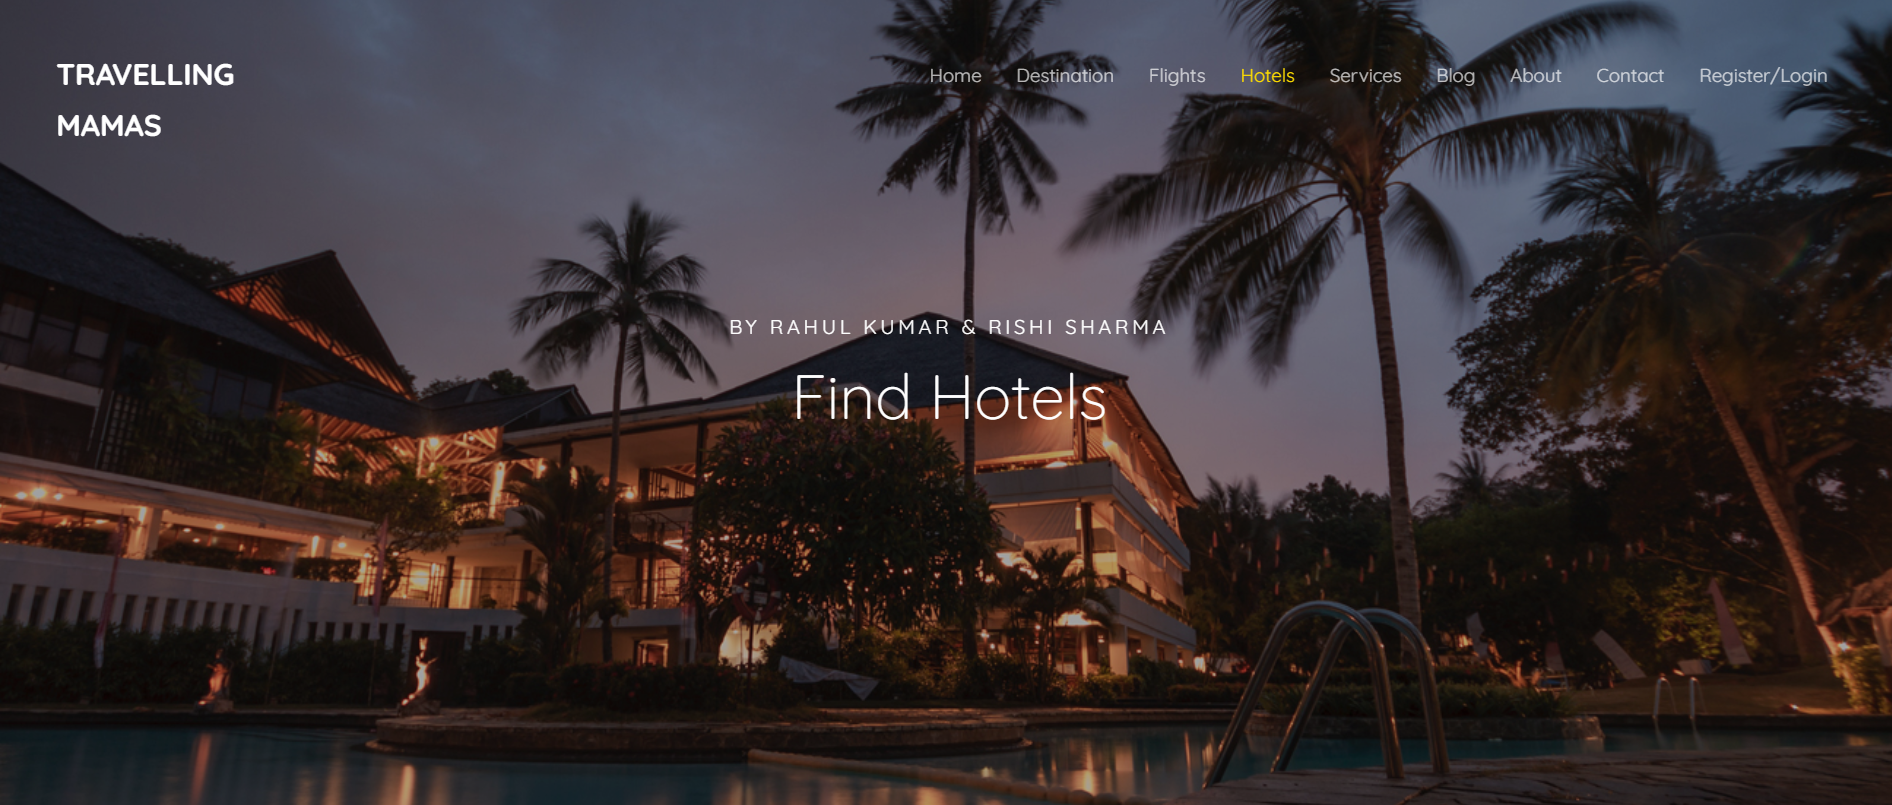 TRAVELLING
MAMAS
Home Destination Flights Hotels Services Blog About Contact Register/Login
BY RAHUL KUMAR & RISHI SHARMA
Find Hotels